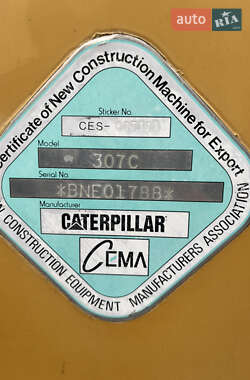 auto RIA.com
Certificate of New Construction Machine for Export
Sticker No.
CES-
Model
307C
Serial No.
*BNE01788*
Manufacturer
CATERPILLAR
CEMA
CONSTRUCTION EQUIPMENT MANUFACTURERS ASSOCIATION